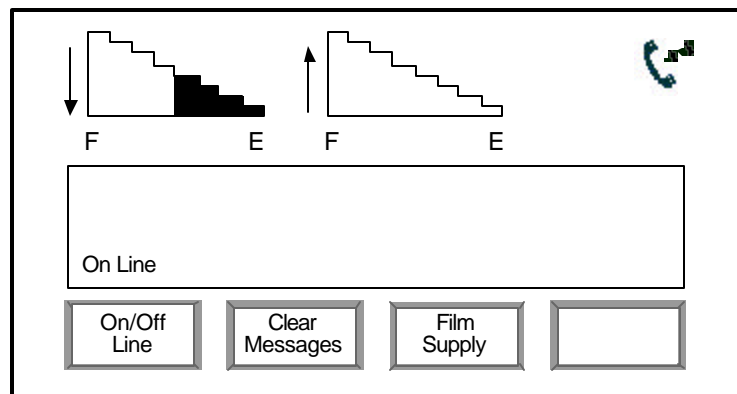 F E F E
On Line
On/Off
Line
Clear
Messages
Film
Supply